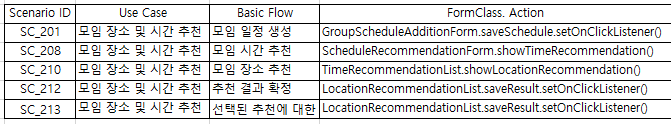 Scenario ID Use Case Basic Flow FormClass. Action
SC_201 모임 장소 및 시간 추천 모임 일정 생성 GroupScheduleAdditionForm.saveSchedule.setOnClickListener()
SC_208 모임 장소 및 시간 추천 모임 시간 추천 ScheduleRecommendationForm.showTimeRecommendation()
SC_210 모임 장소 및 시간 추천 모임 장소 추천 TimeRecommendationList.showLocationRecommendation()
SC_212 모임 장소 및 시간 추천 추천 결과 확정 LocationRecommendationList.saveResult.setOnClickListener()
SC_213 모임 장소 및 시간 추천 선택된 추천에 대한 LocationRecommendationList.saveResult.setOnClickListener()